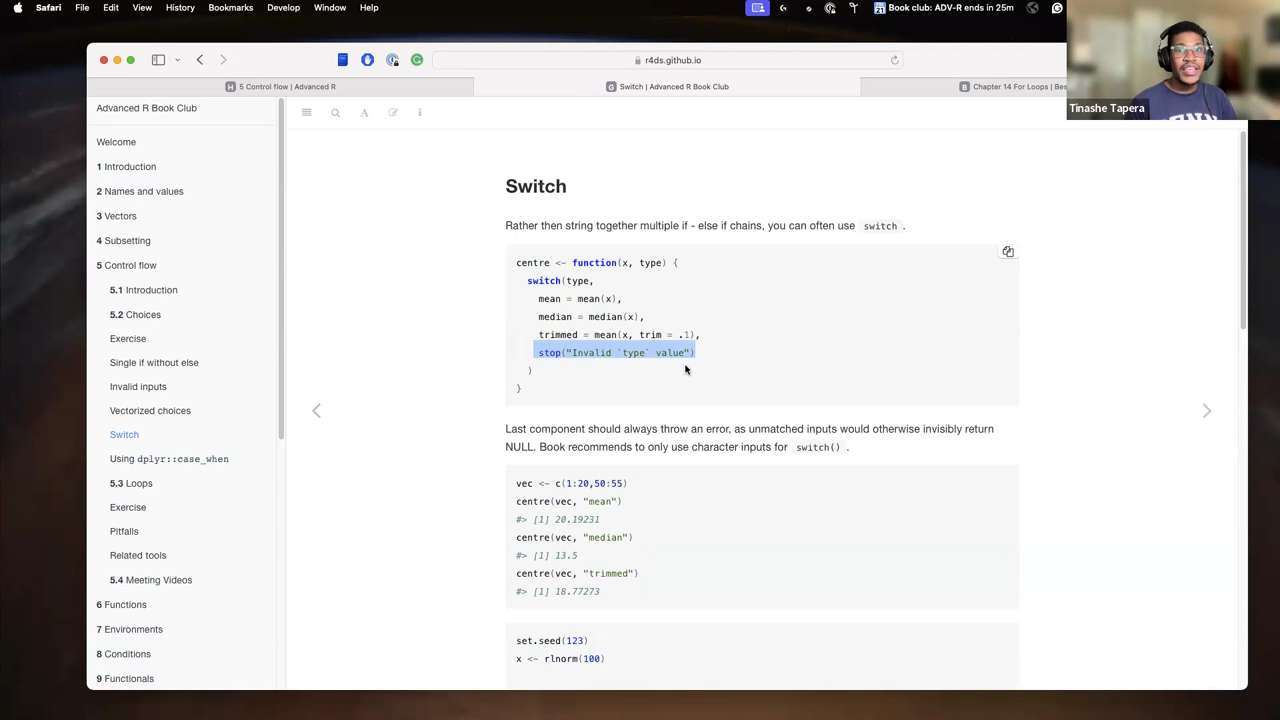 Safari File Edit View History Bookmarks Develop Window Help
21 Book club: ADV-R ends in 25m
r4ds.github.io
H 5 Control flow | Advanced R
G Switch | Advanced R Book Club
B Chapter 14 For Loops | Bes
Tinashe Tapera
Advanced R Book Club
Welcome
1 Introduction
2 Names and values
3 Vectors
4 Subsetting
5 Control flow
5.1 Introduction
5.2 Choices
Exercise
Single if without else
Invalid inputs
Vectorized choices
Switch
Using dplyr::case_when
5.3 Loops
Exercise
Pitfalls
Related tools
5.4 Meeting Videos
6 Functions
7 Environments
8 Conditions
9 Functionals
Switch
Rather then string together multiple if - else if chains, you can often use switch .
centre <- function(x, type) {
switch(type,
mean = mean(x),
median = median(x),
trimmed = mean(x, trim = .1),
stop("Invalid `type` value")
)
}
Last component should always throw an error, as unmatched inputs would otherwise invisibly return
NULL. Book recommends to only use character inputs for switch() .
vec <- c(1:20,50:55)
centre(vec, "mean")
#> [1] 20.19231
centre(vec, "median")
#> [1] 13.5
centre(vec, "trimmed")
#> [1] 18.77273
set.seed(123)
x <- rlnorm(100)